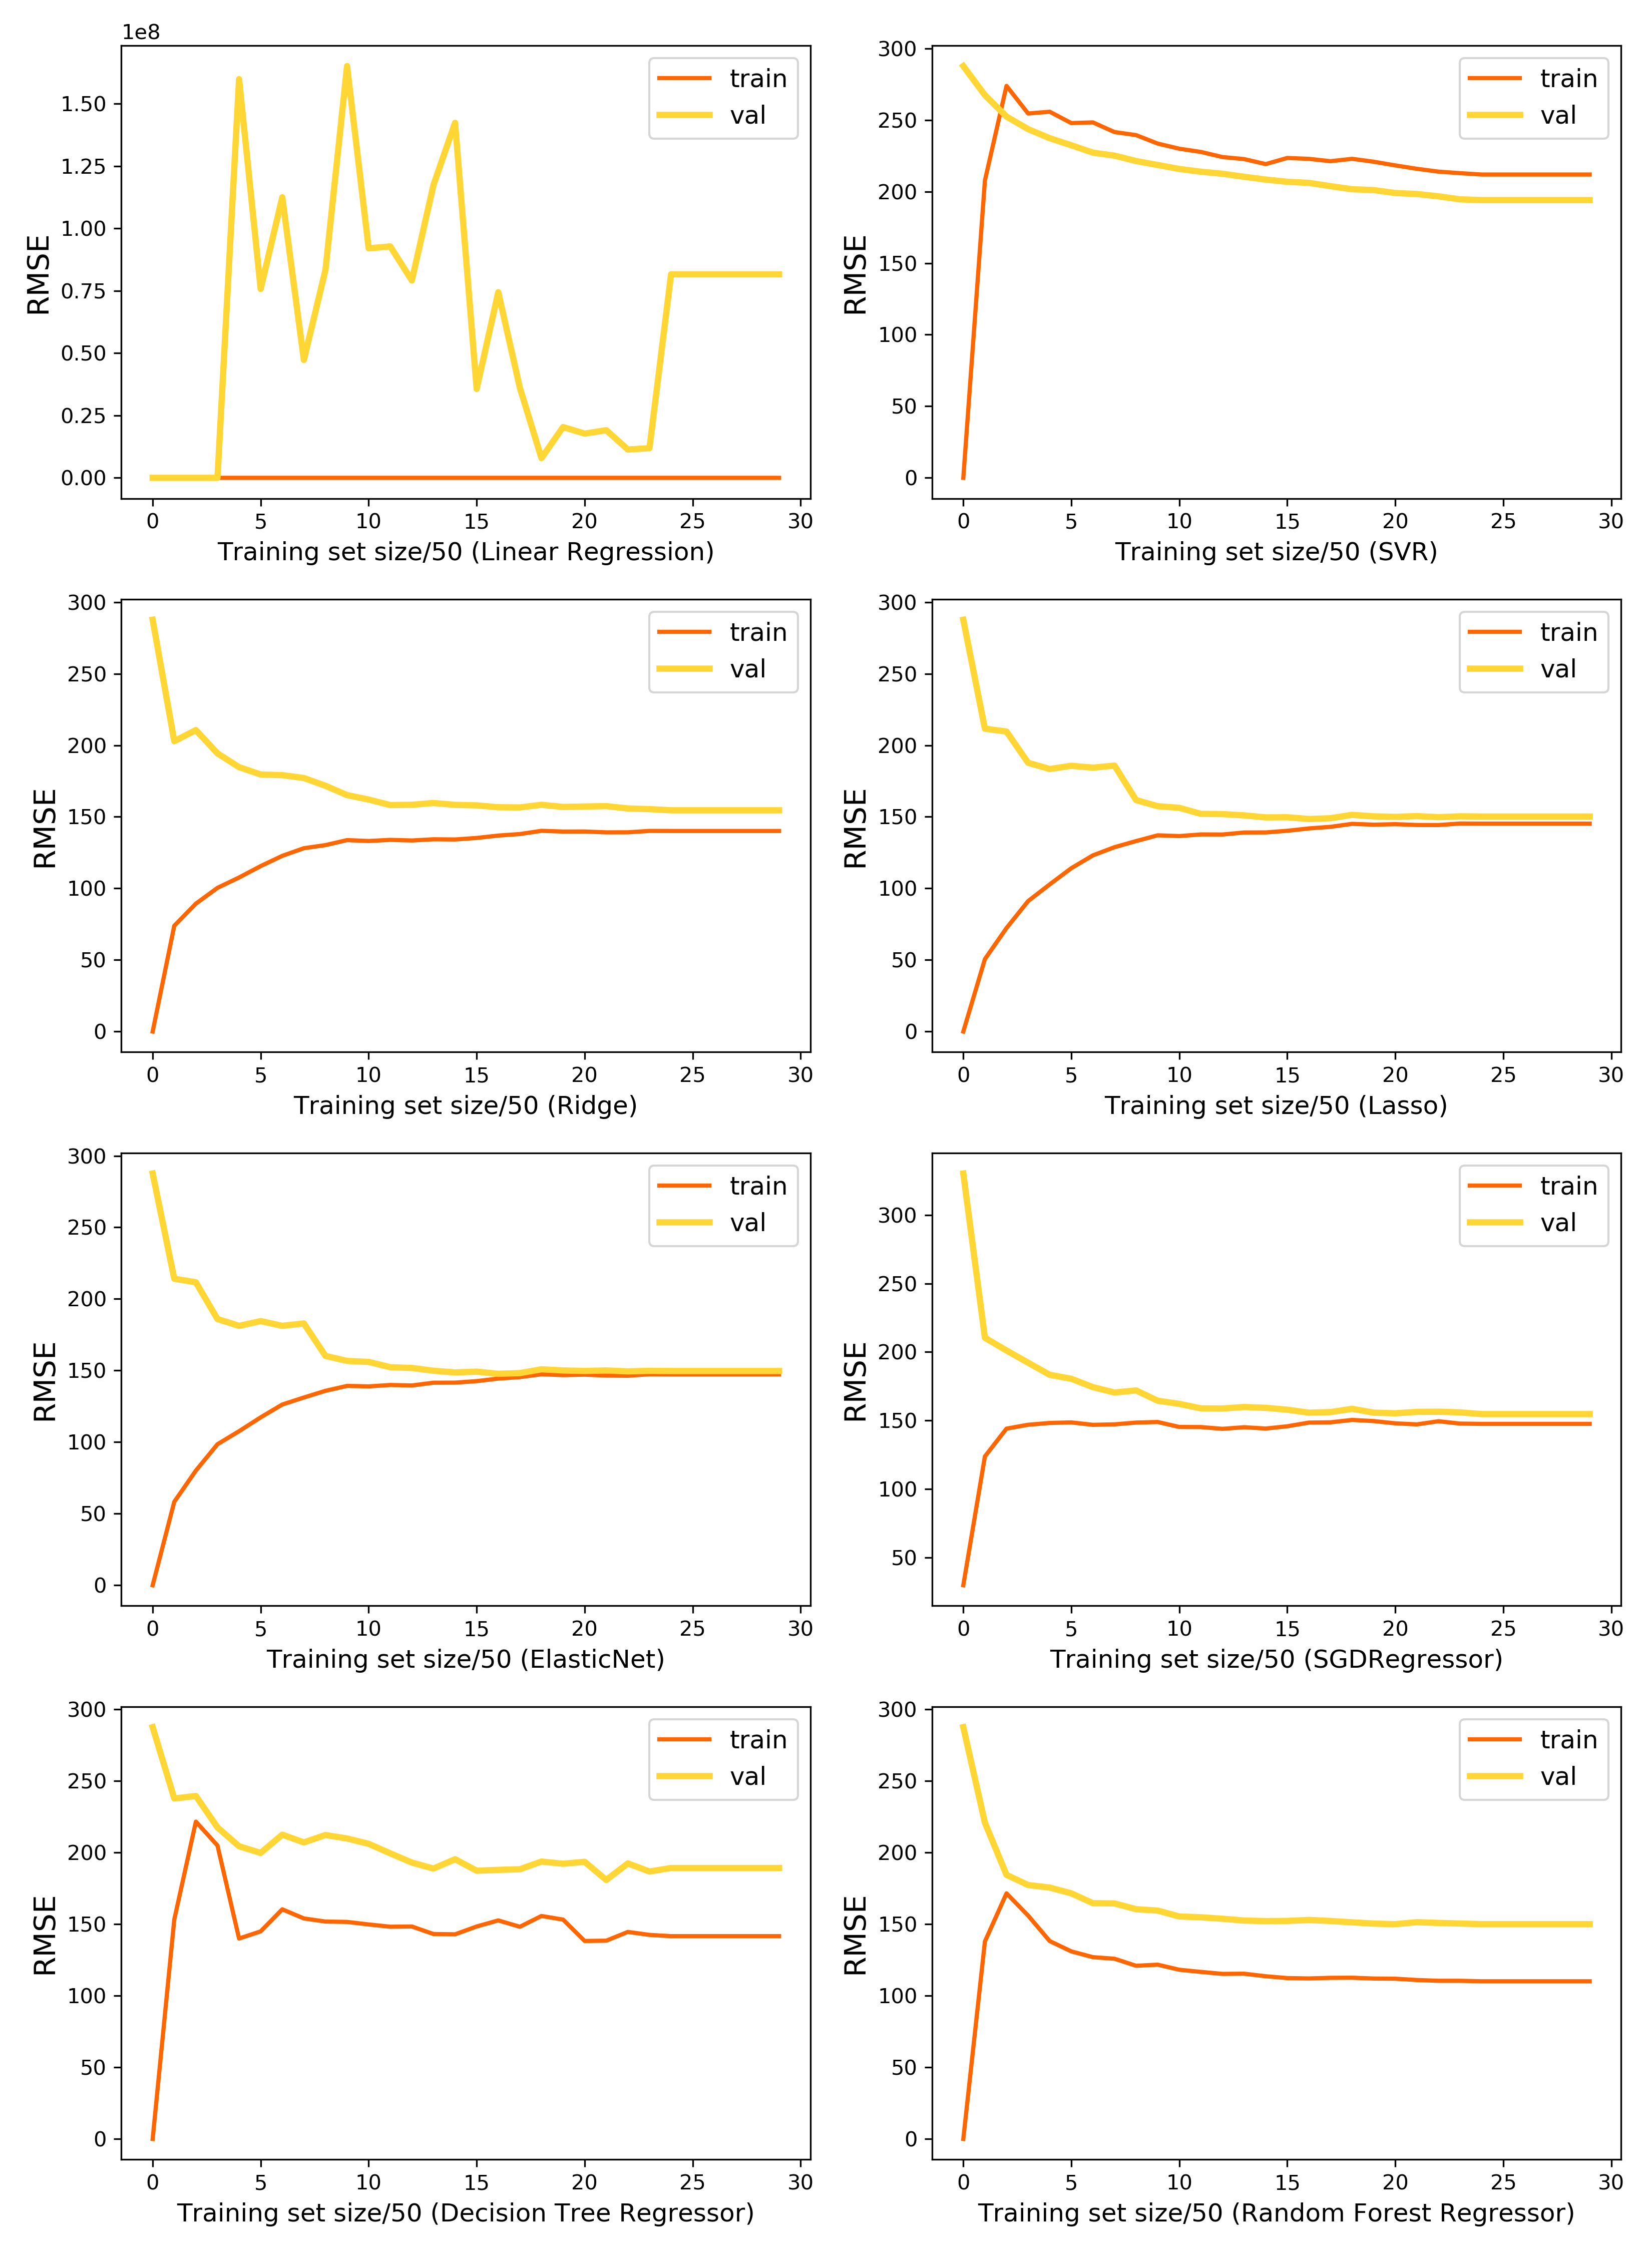 1e8
train
val
1.50
1.25
1.00
0.75
0.50
0.25
0.00
RMSE
0 5 10 15 20 25 30
Training set size/50 (Linear Regression)
train
val
300
250
200
150
100
50
0
RMSE
0 5 10 15 20 25 30
Training set size/50 (SVR)
train
val
300
250
200
150
100
50
0
RMSE
0 5 10 15 20 25 30
Training set size/50 (Ridge)
train
val
300
250
200
150
100
50
0
RMSE
0 5 10 15 20 25 30
Training set size/50 (Lasso)
train
val
300
250
200
150
100
50
0
RMSE
0 5 10 15 20 25 30
Training set size/50 (ElasticNet)
train
val
300
250
200
150
100
50
RMSE
0 5 10 15 20 25 30
Training set size/50 (SGDRegressor)
train
val
300
250
200
150
100
50
0
RMSE
0 5 10 15 20 25 30
Training set size/50 (Decision Tree Regressor)
train
val
300
250
200
150
100
50
0
RMSE
0 5 10 15 20 25 30
Training set size/50 (Random Forest Regressor)